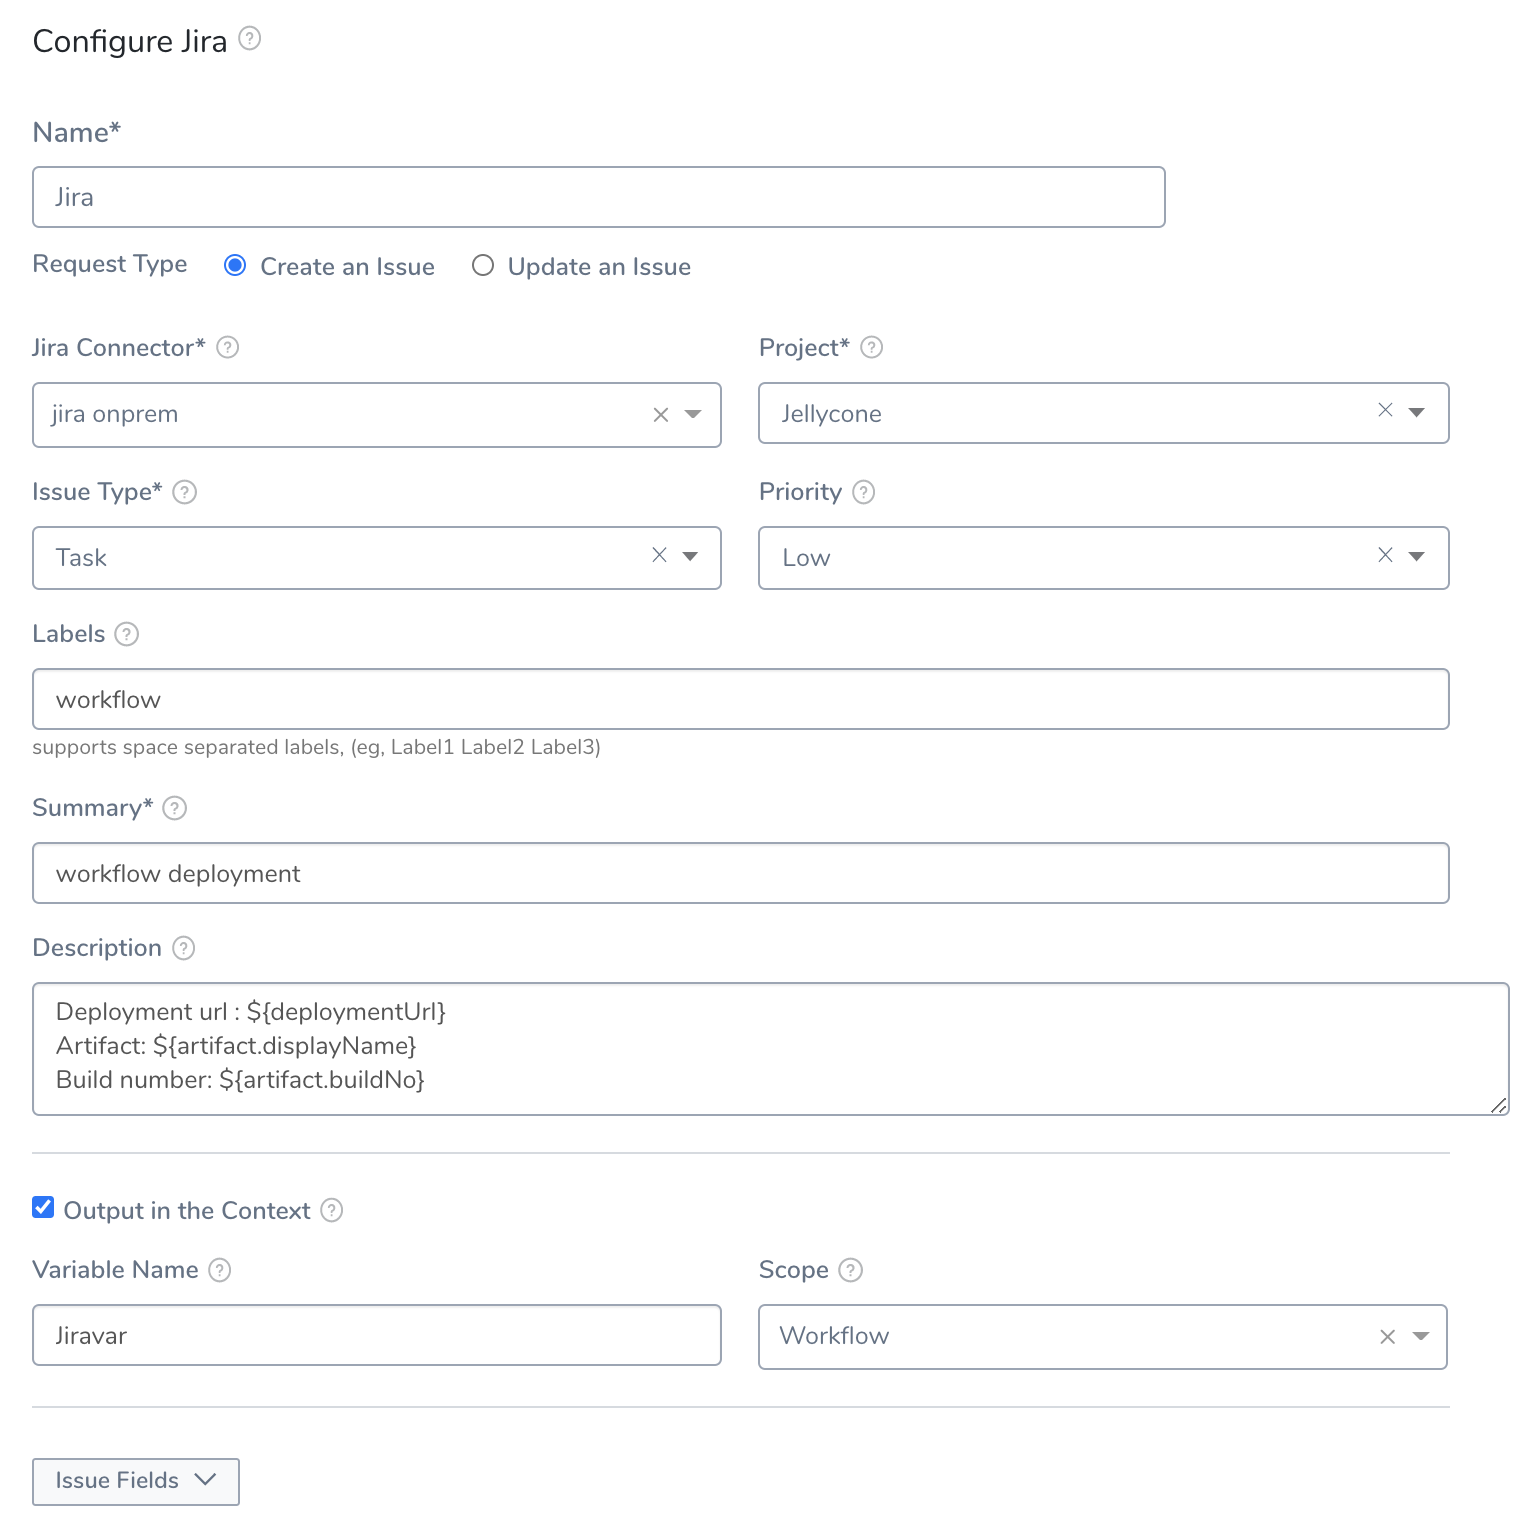 Configure Jira ?
Name*
Jira
Request Type Create an Issue Update an Issue
Jira Connector* ? Project* ?
jira onprem Jellycone
Issue Type* ? Priority ?
Task Low
Labels ?
workflow
supports space separated labels, (eg, Label1 Label2 Label3)
Summary* ?
workflow deployment
Description ?
Deployment url : ${deploymentUrl}
Artifact: ${artifact.displayName}
Build number: ${artifact.buildNo}
Output in the Context ?
Variable Name ? Scope ?
Jiravar Workflow
Issue Fields